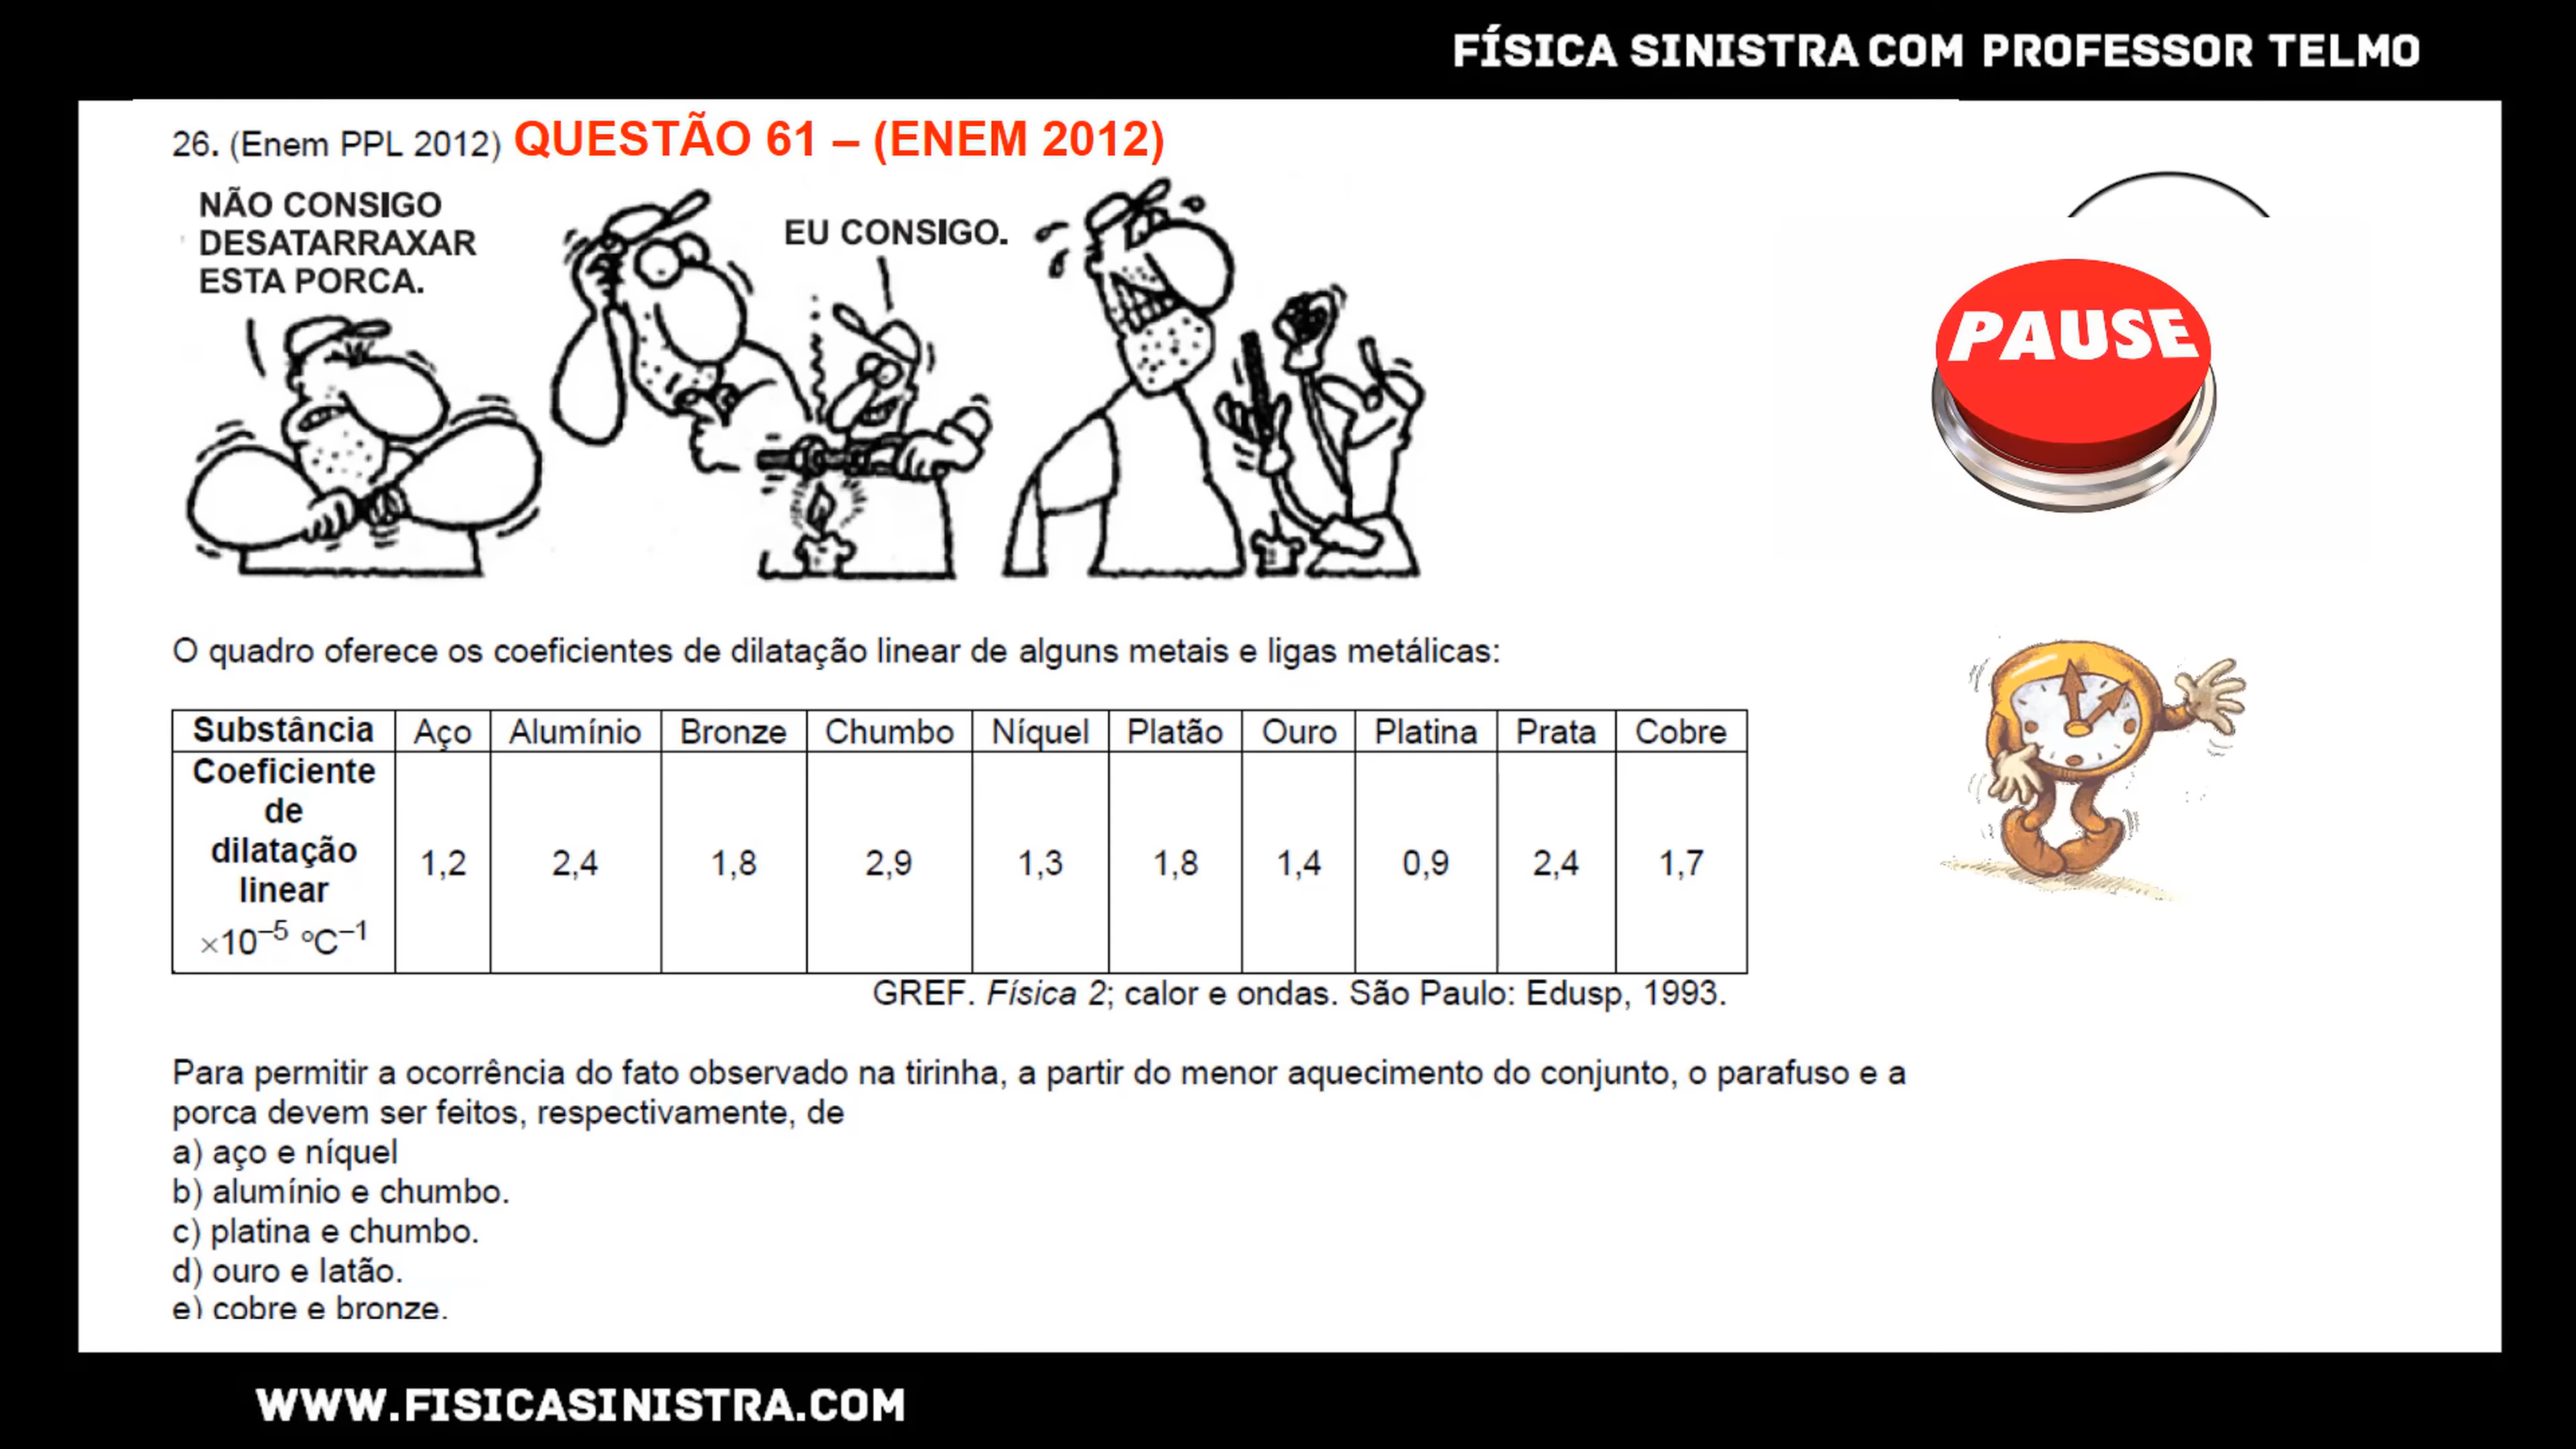 FÍSICA SINISTRA COM PROFESSOR TELMO
26. (Enem PPL 2012) QUESTÃO 61 – (ENEM 2012)
NÃO CONSIGO
DESATARRAXAR
ESTA PORCA.
EU CONSIGO.
PAUSE
O quadro oferece os coeficientes de dilatação linear de alguns metais e ligas metálicas:
Substância Aço Alumínio Bronze Chumbo Níquel Platão Ouro Platina Prata Cobre
Coeficiente
de
dilatação
linear
×10⁻⁵ ºC⁻¹
1,2 2,4 1,8 2,9 1,3 1,8 1,4 0,9 2,4 1,7
GREF. Física 2; calor e ondas. São Paulo: Edusp, 1993.
Para permitir a ocorrência do fato observado na tirinha, a partir do menor aquecimento do conjunto, o parafuso e a
porca devem ser feitos, respectivamente, de
a) aço e níquel
b) alumínio e chumbo.
c) platina e chumbo.
d) ouro e latão.
e) cobre e bronze.
WWW.FISICASINISTRA.COM